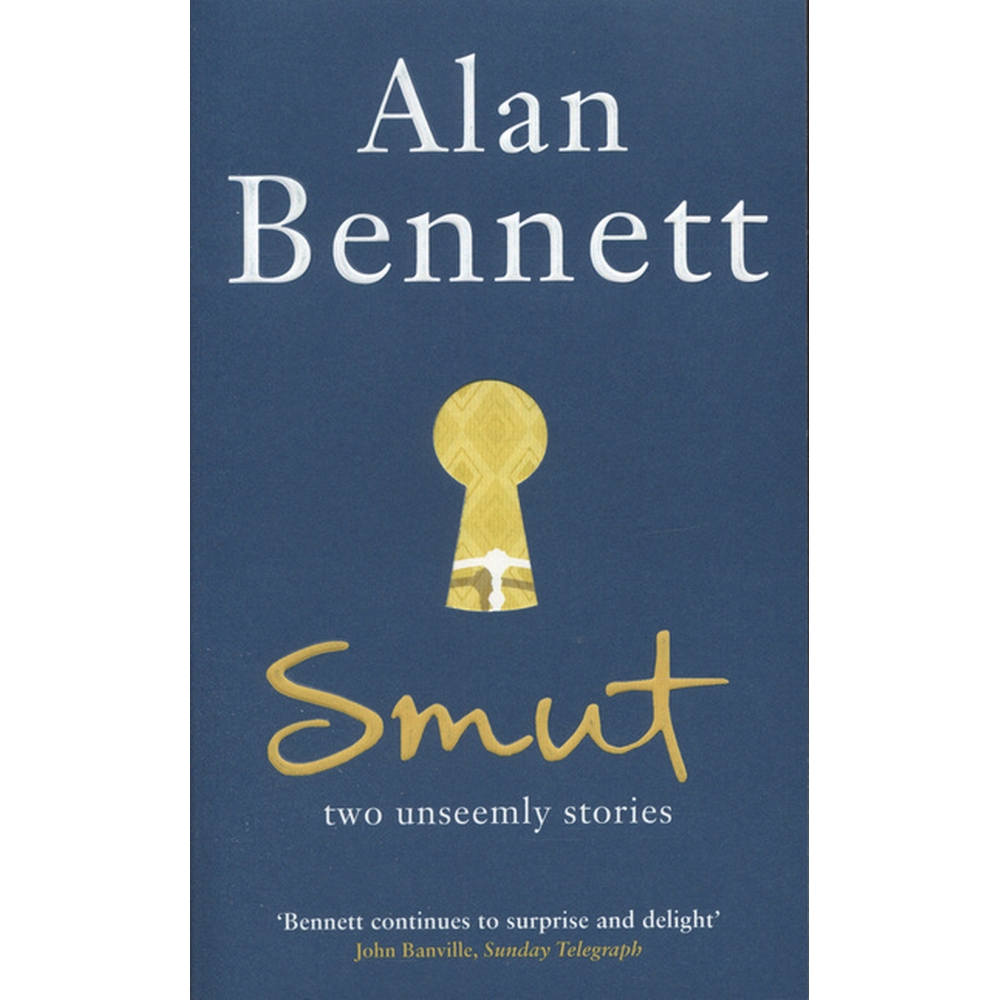 Alan
Bennett
Smut
two unseemly stories
‘Bennett continues to surprise and delight’
John Banville, Sunday Telegraph